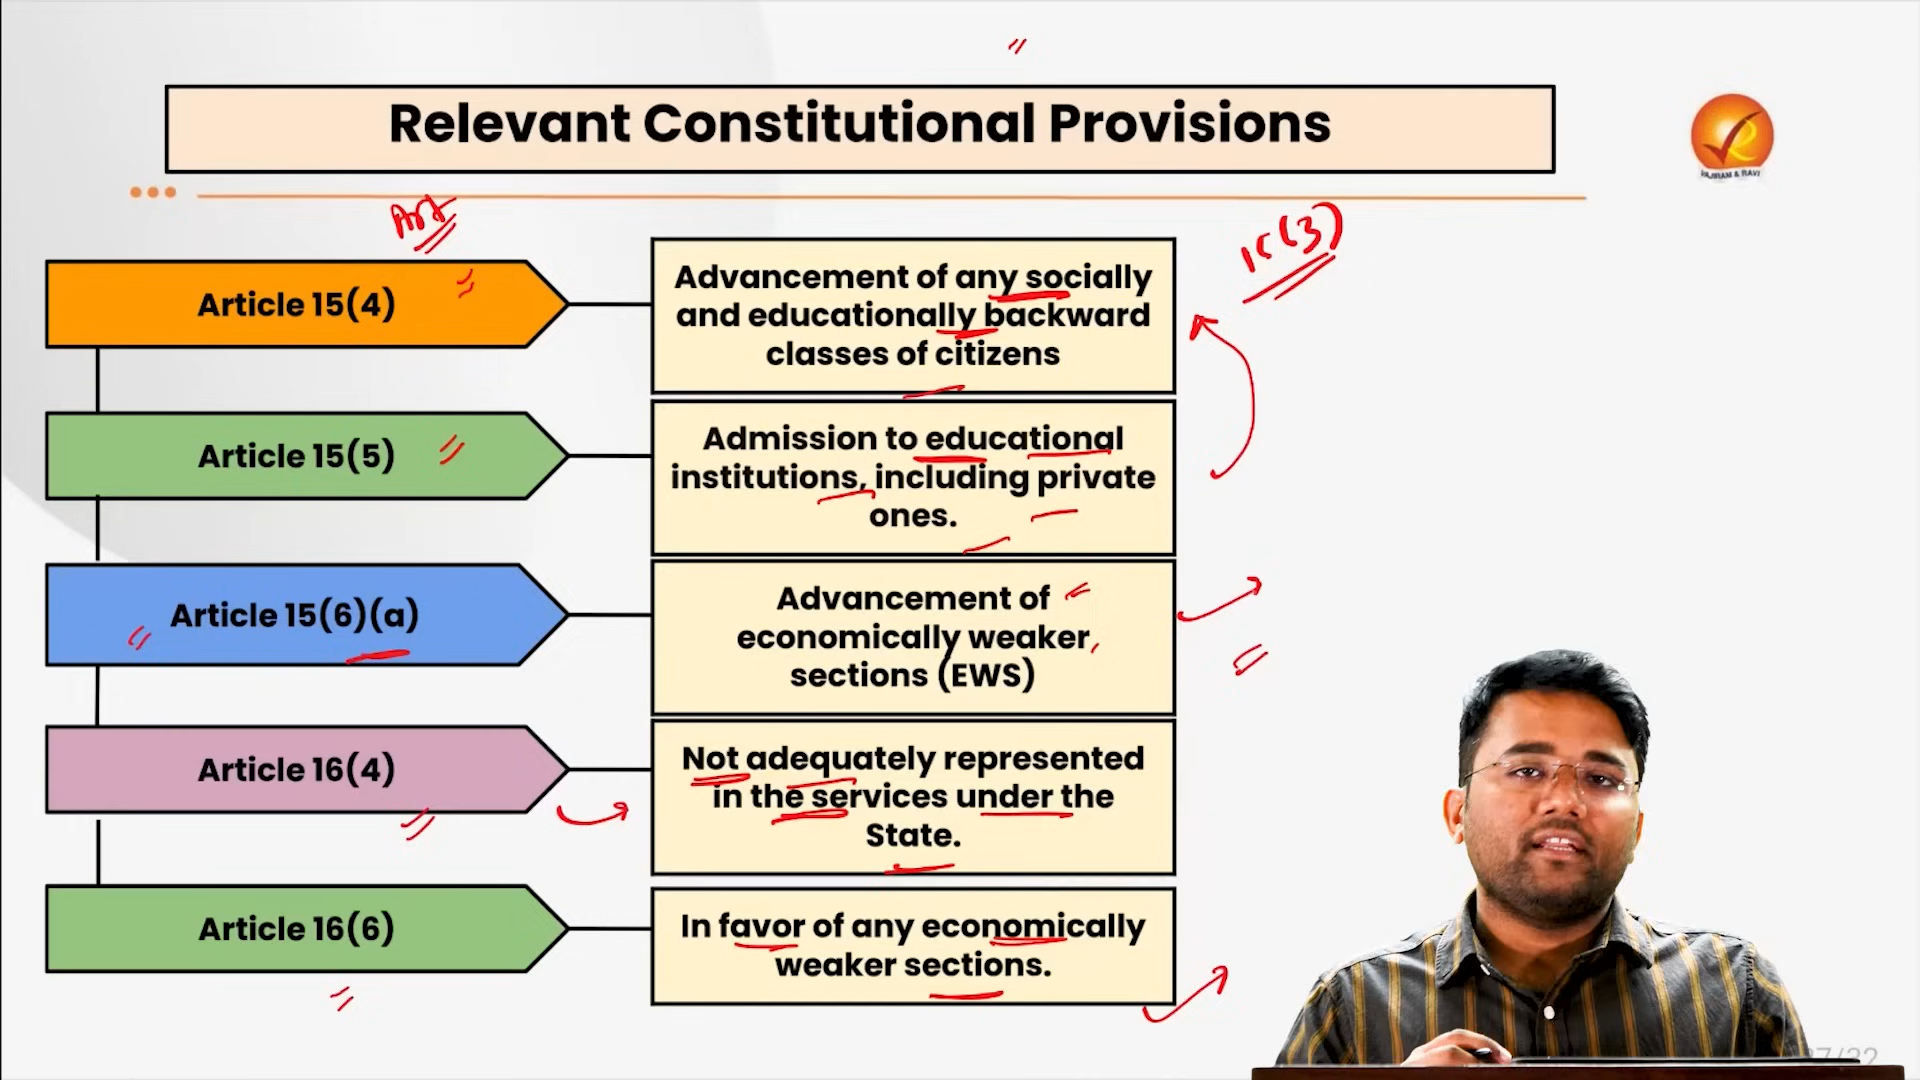 Relevant Constitutional Provisions
VAJIRAM & RAVI
Art
15(3)
Article 15(4)
Advancement of any socially
and educationally backward
classes of citizens
Article 15(5)
Admission to educational
institutions, including private
ones.
Article 15(6)(a)
Advancement of
economically weaker
sections (EWS)
Article 16(4)
Not adequately represented
in the services under the
State.
Article 16(6)
In favor of any economically
weaker sections.